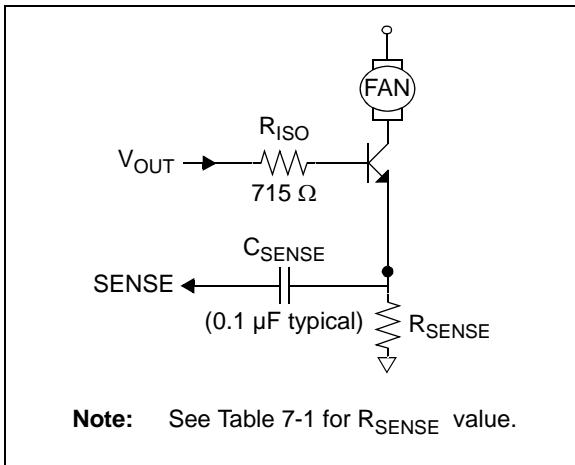 FAN
R_ISO
V_OUT
715 Ω
C_SENSE
SENSE
(0.1 µF typical)
R_SENSE
Note: See Table 7-1 for R_SENSE value.